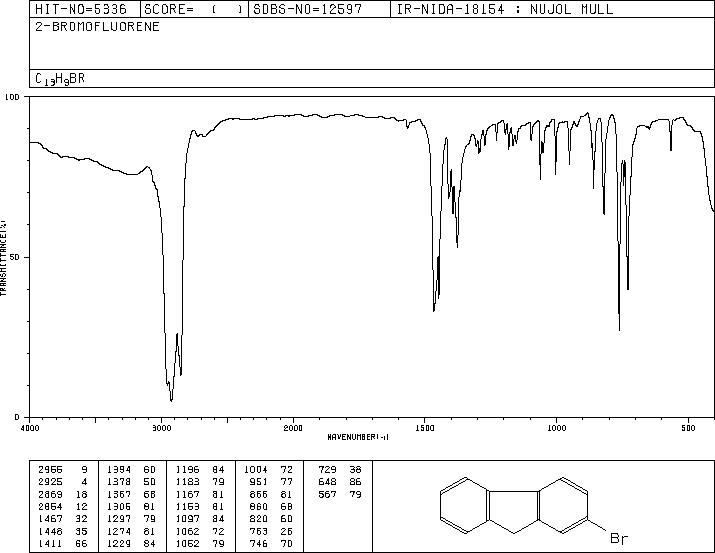 HIT-NO=5336 SCORE= ( ) SDBS-NO=12597 IR-NIDA-18154 : NUJOL MULL
2-BROMOFLUORENE
C13H9BR
100
50
0
TRANSMITTANCE(%)
4000 3000 2000 1500 1000 500
WAVENUMBER(-1)
2955 9 1394 60 1196 84 1004 72 729 38
2925 4 1378 50 1183 79 951 77 648 86
2869 18 1367 68 1167 81 866 81 567 79
2854 12 1305 81 1153 81 860 68
1467 32 1297 79 1097 84 820 60
1448 35 1274 81 1062 72 763 26
1411 66 1229 84 1052 79 746 70
Br